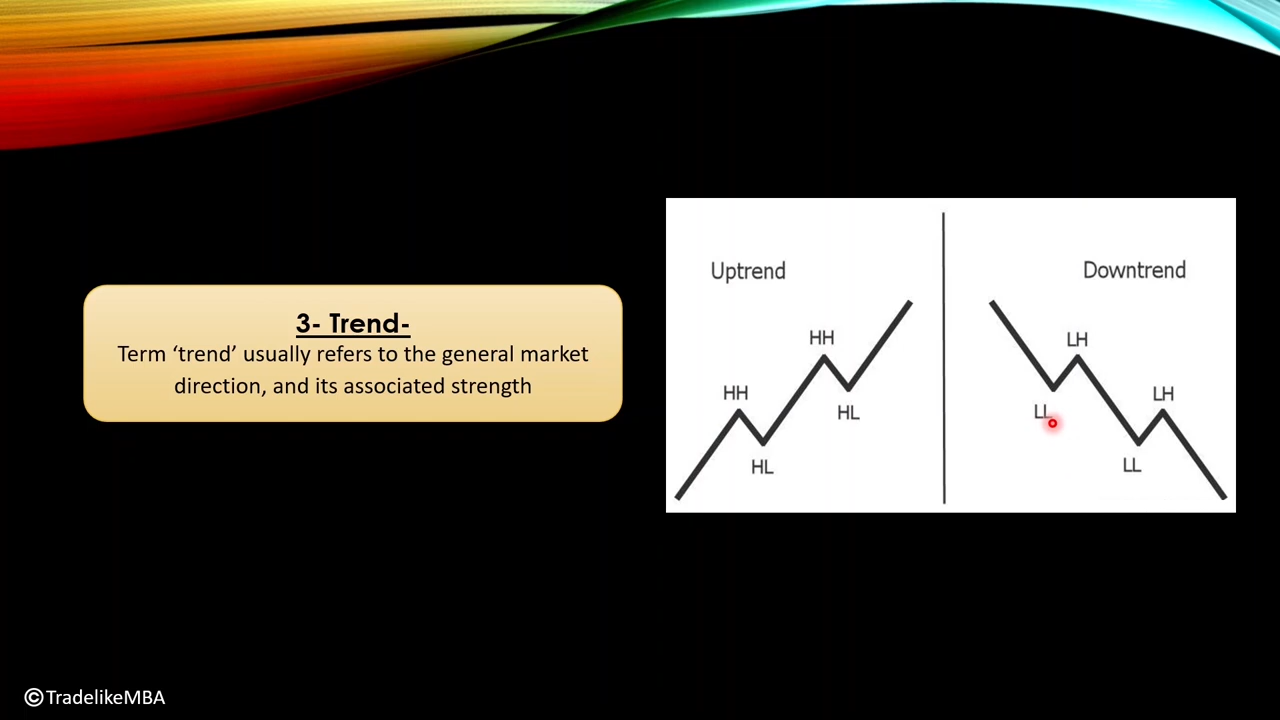 3- Trend-
Term ‘trend’ usually refers to the general market
direction, and its associated strength
Uptrend
HH
HH
HL
HL
Downtrend
LH
LL
LH
LL
©TradelikeMBA